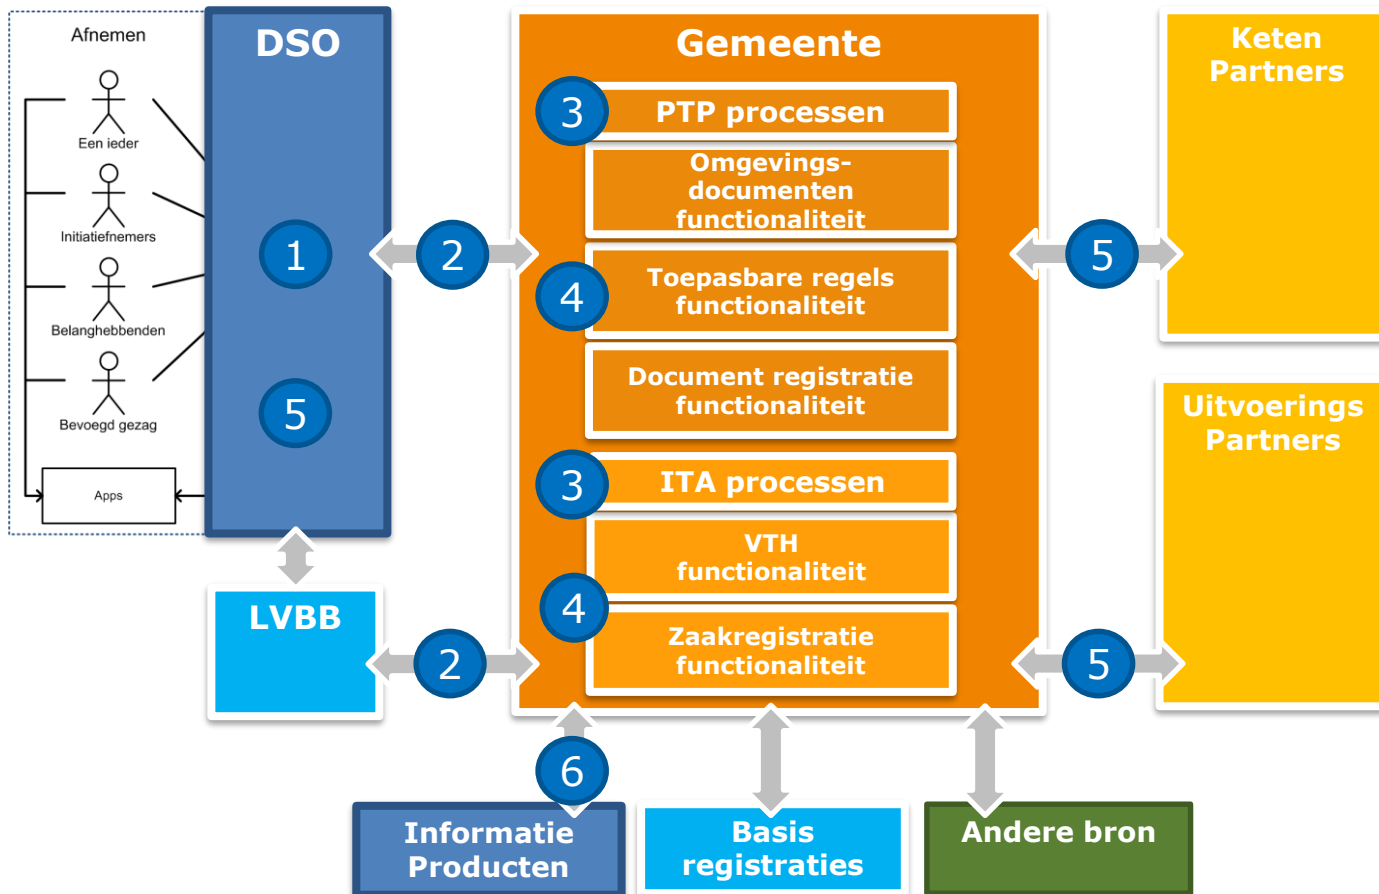 Afnemen
Een ieder
Initiatiefnemers
Belanghebbenden
Bevoegd gezag
Apps
DSO
1
5
2
LVBB
2
Gemeente
3
PTP processen
Omgevings-
documenten
functionaliteit
4
Toepasbare regels
functionaliteit
Document registratie
functionaliteit
3
ITA processen
VTH
functionaliteit
4
Zaakregistratie
functionaliteit
5
Keten
Partners
5
Uitvoerings
Partners
6
Informatie
Producten
Basis
registraties
Andere bron